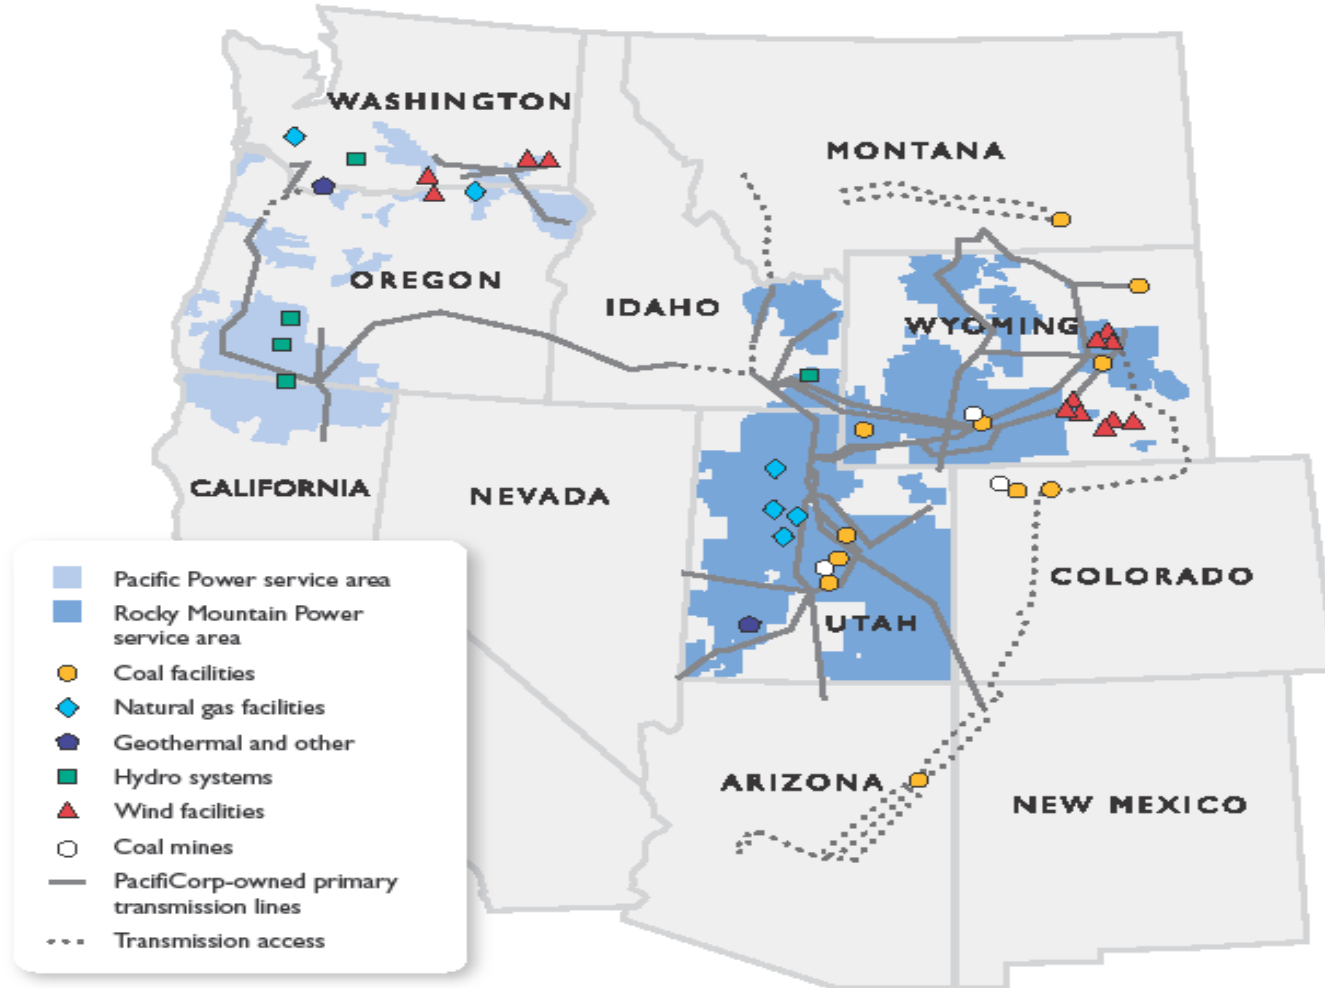 WASHINGTON
MONTANA
OREGON
IDAHO
WYOMING
CALIFORNIA
NEVADA
COLORADO
UTAH
ARIZONA
NEW MEXICO
Pacific Power service area
Rocky Mountain Power
service area
Coal facilities
Natural gas facilities
Geothermal and other
Hydro systems
Wind facilities
Coal mines
PacifiCorp-owned primary
transmission lines
Transmission access